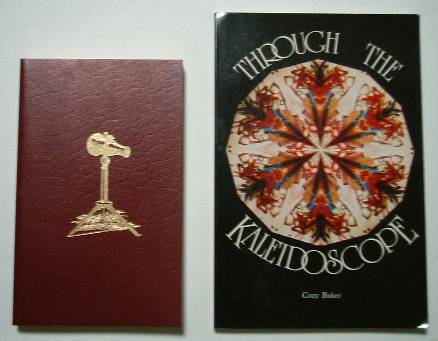 THROUGH THE
KALEIDOSCOPE
Cozy Baker